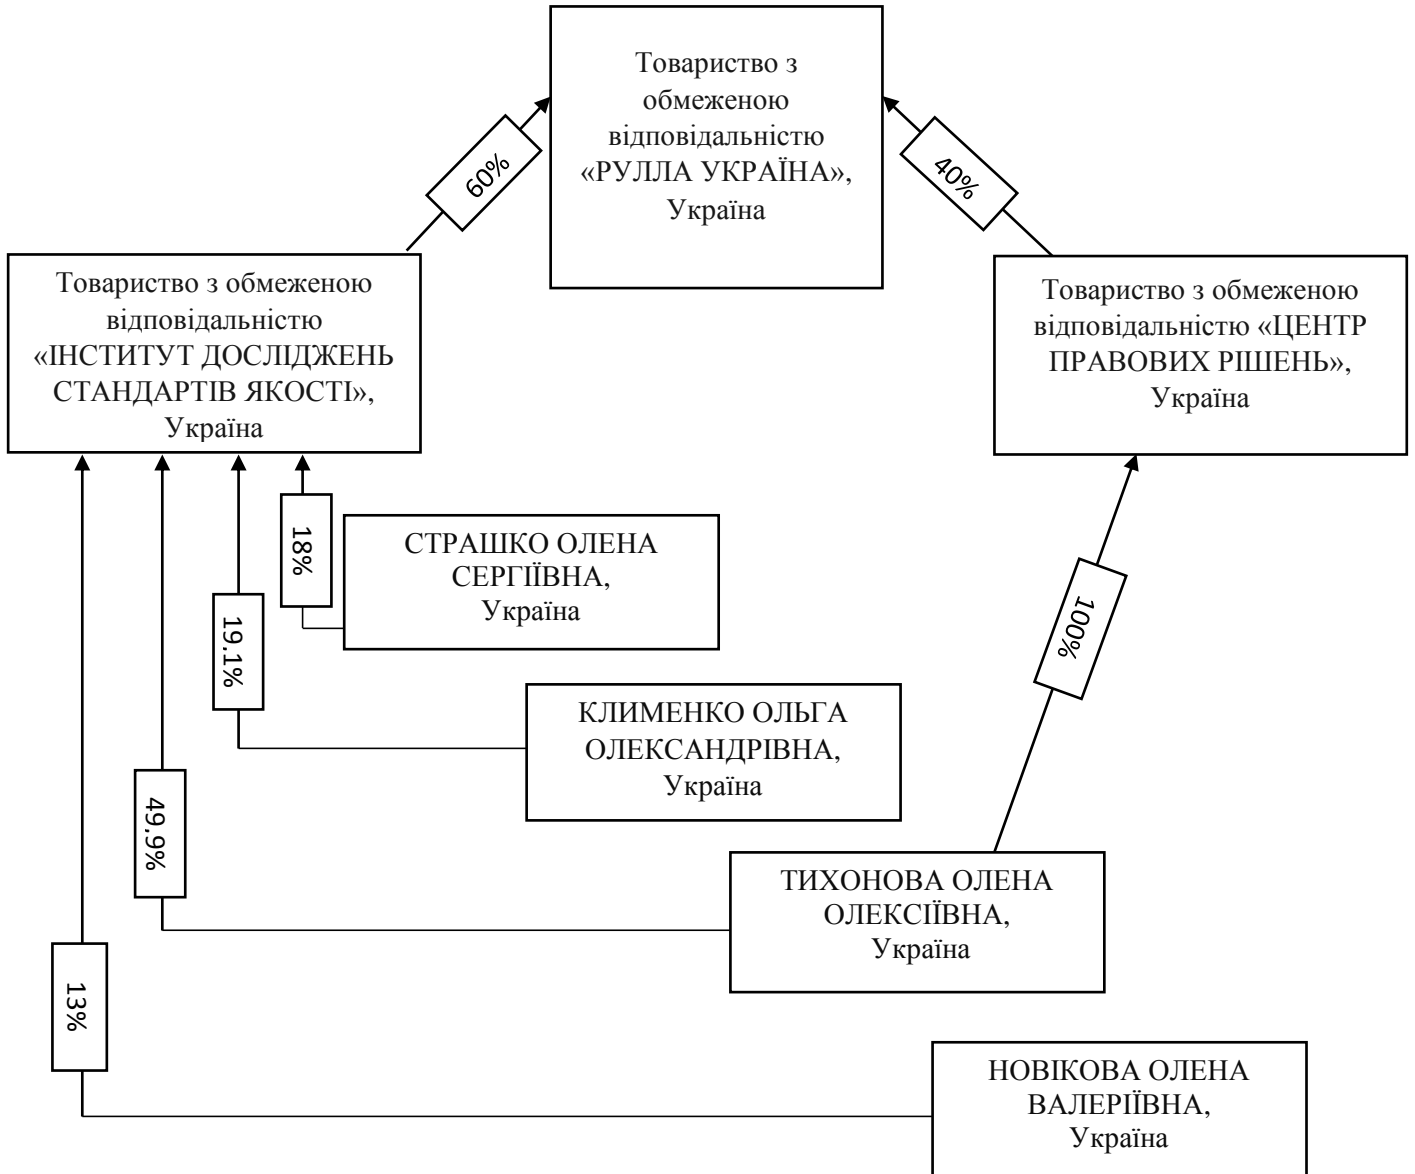 Товариство з
обмеженою
відповідальністю
«РУЛЛА УКРАЇНА»,
Україна
60%
40%
Товариство з обмеженою
відповідальністю
«ІНСТИТУТ ДОСЛІДЖЕНЬ
СТАНДАРТІВ ЯКОСТІ»,
Україна
Товариство з обмеженою
відповідальністю «ЦЕНТР
ПРАВОВИХ РІШЕНЬ»,
Україна
18%
СТРАШКО ОЛЕНА
СЕРГІЇВНА,
Україна
19.1%
100%
КЛИМЕНКО ОЛЬГА
ОЛЕКСАНДРІВНА,
Україна
49.9%
ТИХОНОВА ОЛЕНА
ОЛЕКСІЇВНА,
Україна
13%
НОВІКОВА ОЛЕНА
ВАЛЕРІЇВНА,
Україна